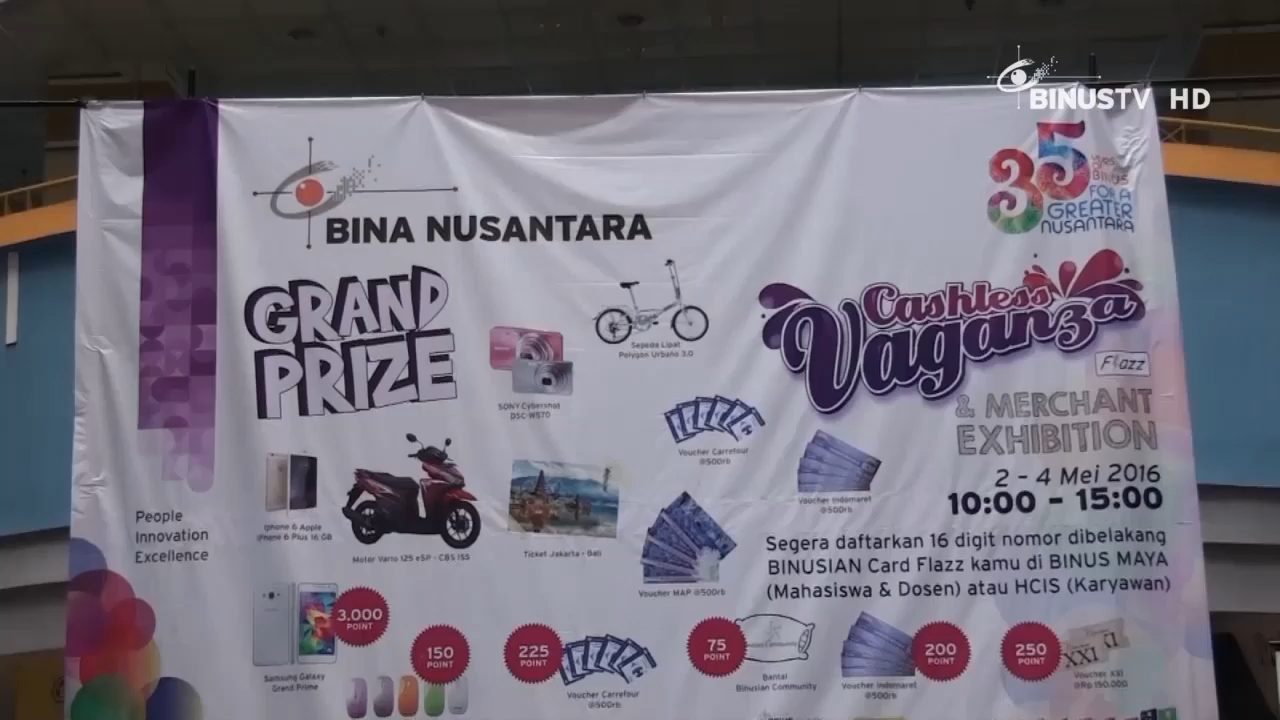 BINUSTV HD
BINA NUSANTARA
35
YEARS OF BINUS
FOR A
GREATER
NUSANTARA
GRAND
PRIZE
Sepeda Lipat
Polygon Urbano 3.0
Cashless
Vaganza
Flazz
& MERCHANT
EXHIBITION
SONY Cybershot
DSC-W570
Voucher Carrefour
@500rb
Voucher Indomaret
@500rb
2 - 4 Mei 2016
10:00 - 15:00
People
Innovation
Excellence
Iphone 6 Apple
iPhone 6 Plus 16 GB
Motor Vario 125 eSP - CBS ISS
Ticket Jakarta - Bali
Voucher MAP @500rb
Segera daftarkan 16 digit nomor dibelakang
BINUSIAN Card Flazz kamu di BINUS MAYA
(Mahasiswa & Dosen) atau HCIS (Karyawan)
3.000
POINT
150
POINT
225
POINT
75
POINT
200
POINT
250
POINT
XXI
Samsung Galaxy
Grand Prime
Voucher Carrefour
@500rb
Bantal
Binusian Community
Voucher Indomaret
@500rb
Voucher XXI
@Rp 150.000